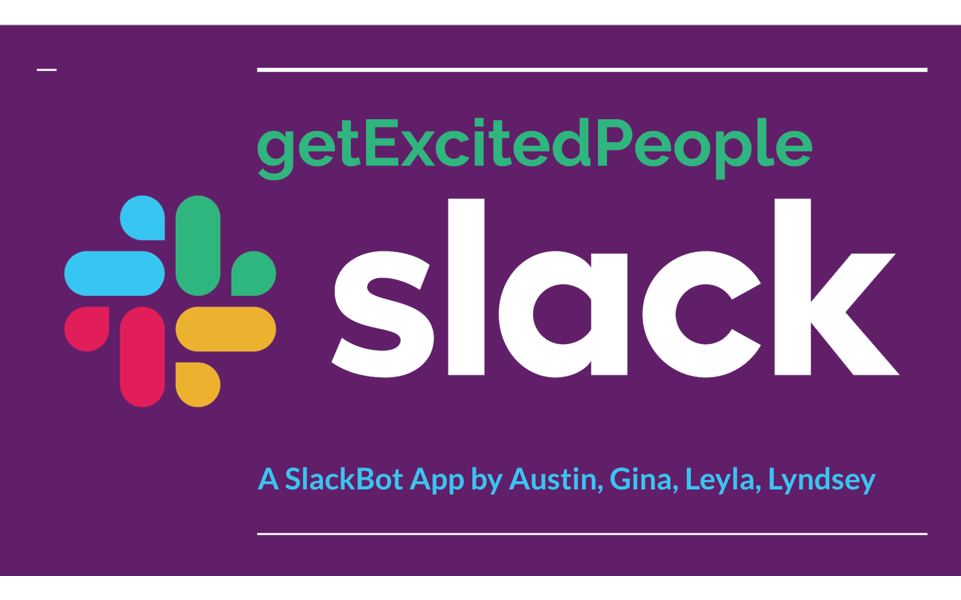 getExcitedPeople
slack
A SlackBot App by Austin, Gina, Leyla, Lyndsey